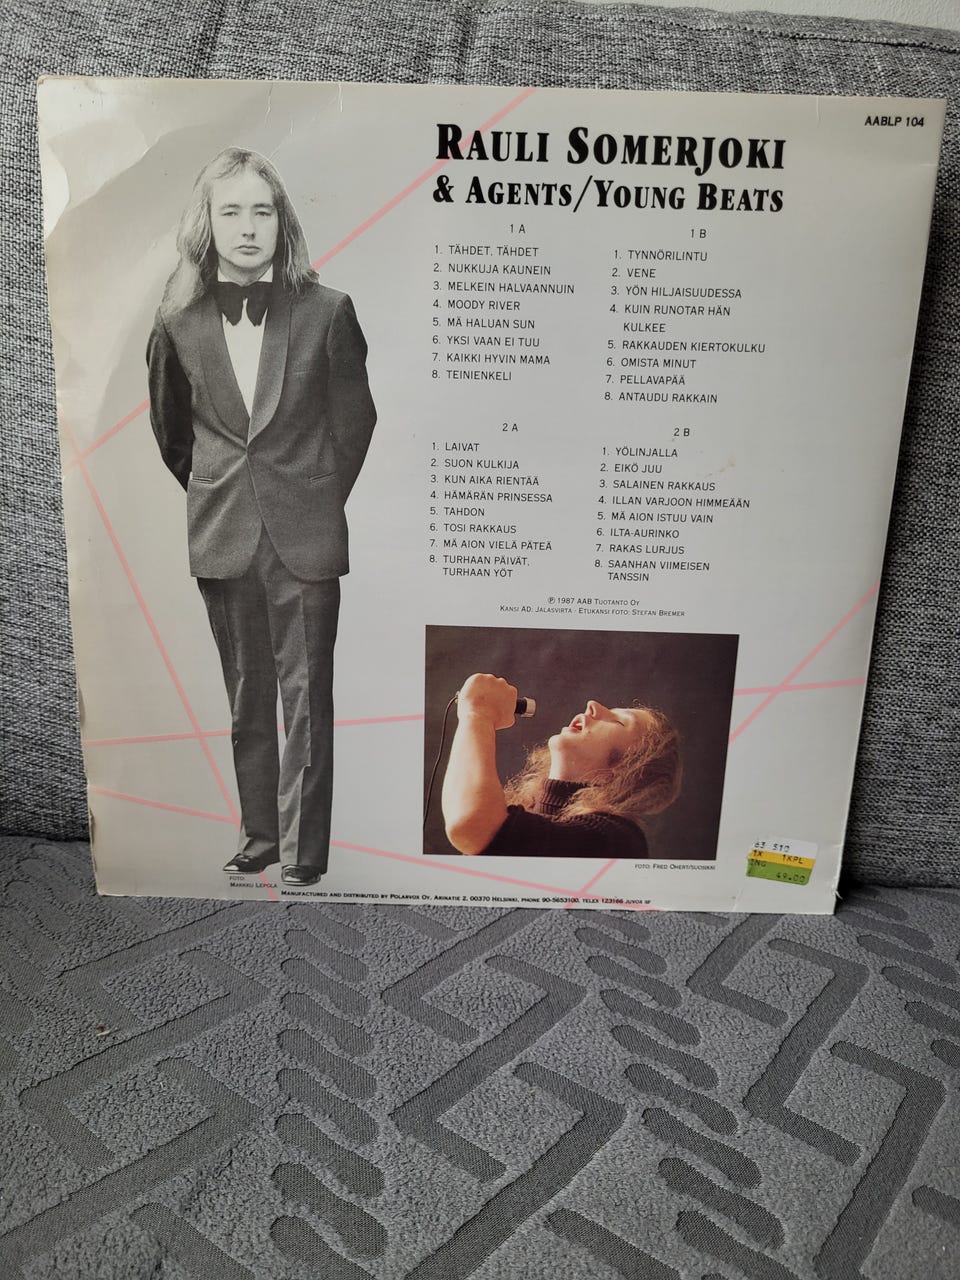 AABLP 104
RAULI SOMERJOKI
& AGENTS/YOUNG BEATS
1 A
1. TÄHDET, TÄHDET
2. NUKKUJA KAUNEIN
3. MELKEIN HALVAANNUIN
4. MOODY RIVER
5. MÄ HALUAN SUN
6. YKSI VAAN EI TUU
7. KAIKKI HYVIN MAMA
8. TEINIENKELI
1 B
1. TYNNÖRILINTU
2. VENE
3. YÖN HILJAISUUDESSA
4. KUIN RUNOTAR HÄN
KULKEE
5. RAKKAUDEN KIERTOKULKU
6. OMISTA MINUT
7. PELLAVAPÄÄ
8. ANTAUDU RAKKAIN
2 A
1. LAIVAT
2. SUON KULKIJA
3. KUN AIKA RIENTÄÄ
4. HÄMÄRÄN PRINSESSA
5. TAHDON
6. TOSI RAKKAUS
7. MÄ AION VIELÄ PÄTEÄ
8. TURHAAN PÄIVÄT,
TURHAAN YÖT
2 B
1. YÖLINJALLA
2. EIKÖ JUU
3. SALAINEN RAKKAUS
4. ILLAN VARJOON HIMMEÄÄN
5. MÄ AION ISTUU VAIN
6. ILTA-AURINKO
7. RAKAS LURJUS
8. SAANHAN VIIMEISEN
TANSSIN
℗ 1987 AAB TUOTANTO OY
KANSI AD: JALASVIRTA · ETUKANSI FOTO: STEFAN BREMER
FOTO: FRED OHERT/SUOSIKKI
63 510
1KPL
49.00
FOTO:
MARKKU LEPOLA
MANUFACTURED AND DISTRIBUTED BY POLARVOX OY, ARINATIE 2, 00370 HELSINKI, PHONE 90-5653100, TELEX 123166 JUVOX SF